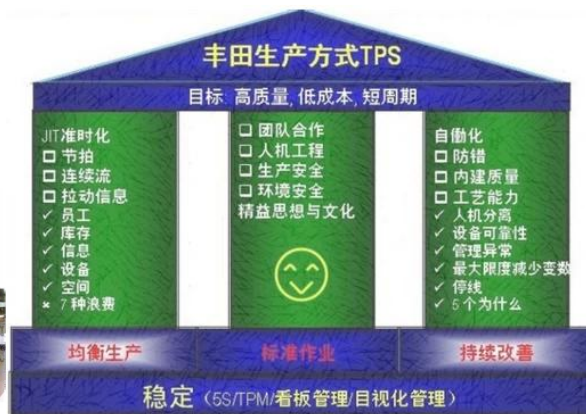 丰田生产方式TPS
目标: 高质量, 低成本, 短周期
JIT准时化
□ 节拍
□ 连续流
□ 拉动信息
✓ 员工
✓ 库存
✓ 信息
✓ 设备
✓ 空间
× 7 种浪费
□ 团队合作
□ 人机工程
□ 生产安全
□ 环境安全
精益思想与文化
自働化
□ 防错
□ 内建质量
□ 工艺能力
✓ 人机分离
✓ 设备可靠性
✓ 管理异常
✓ 最大限度减少变数
✓ 停线
✓ 5 个为什么
均衡生产
标准作业
持续改善
稳定（5S/TPM/看板管理/目视化管理）